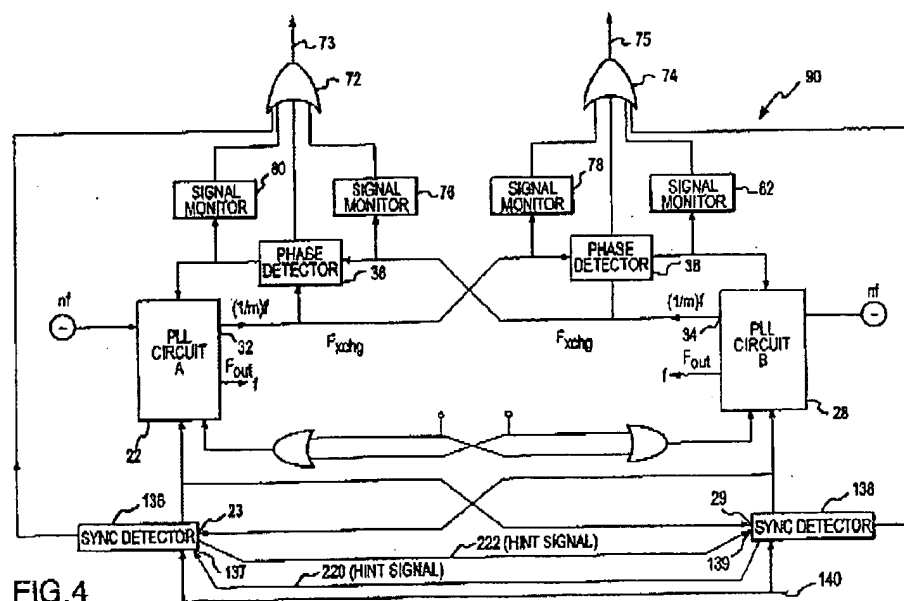 73
75
72
74
90
80
SIGNAL MONITOR
SIGNAL MONITOR
76
78
SIGNAL MONITOR
SIGNAL MONITOR
82
PHASE DETECTOR
36
PHASE DETECTOR
38
nf
(1/m)f
32
Fxchg
PLL CIRCUIT A
Fout
f
22
Fxchg
(1/m)f
34
Fout
f
PLL CIRCUIT B
nf
28
136
23
SYNC DETECTOR
137
29
138
SYNC DETECTOR
139
222 (HINT SIGNAL)
220 (HINT SIGNAL)
140
FIG.4